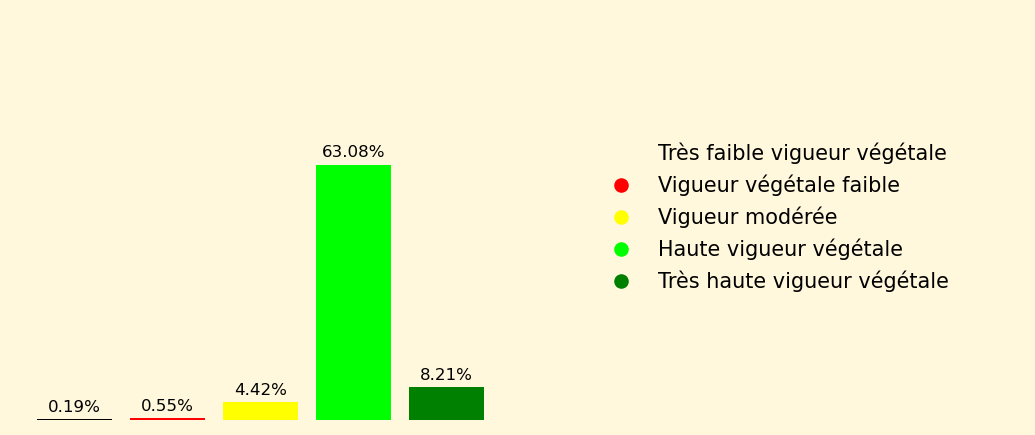 63.08%
8.21%
4.42%
0.55%
0.19%
Très faible vigueur végétale
Vigueur végétale faible
Vigueur modérée
Haute vigueur végétale
Très haute vigueur végétale